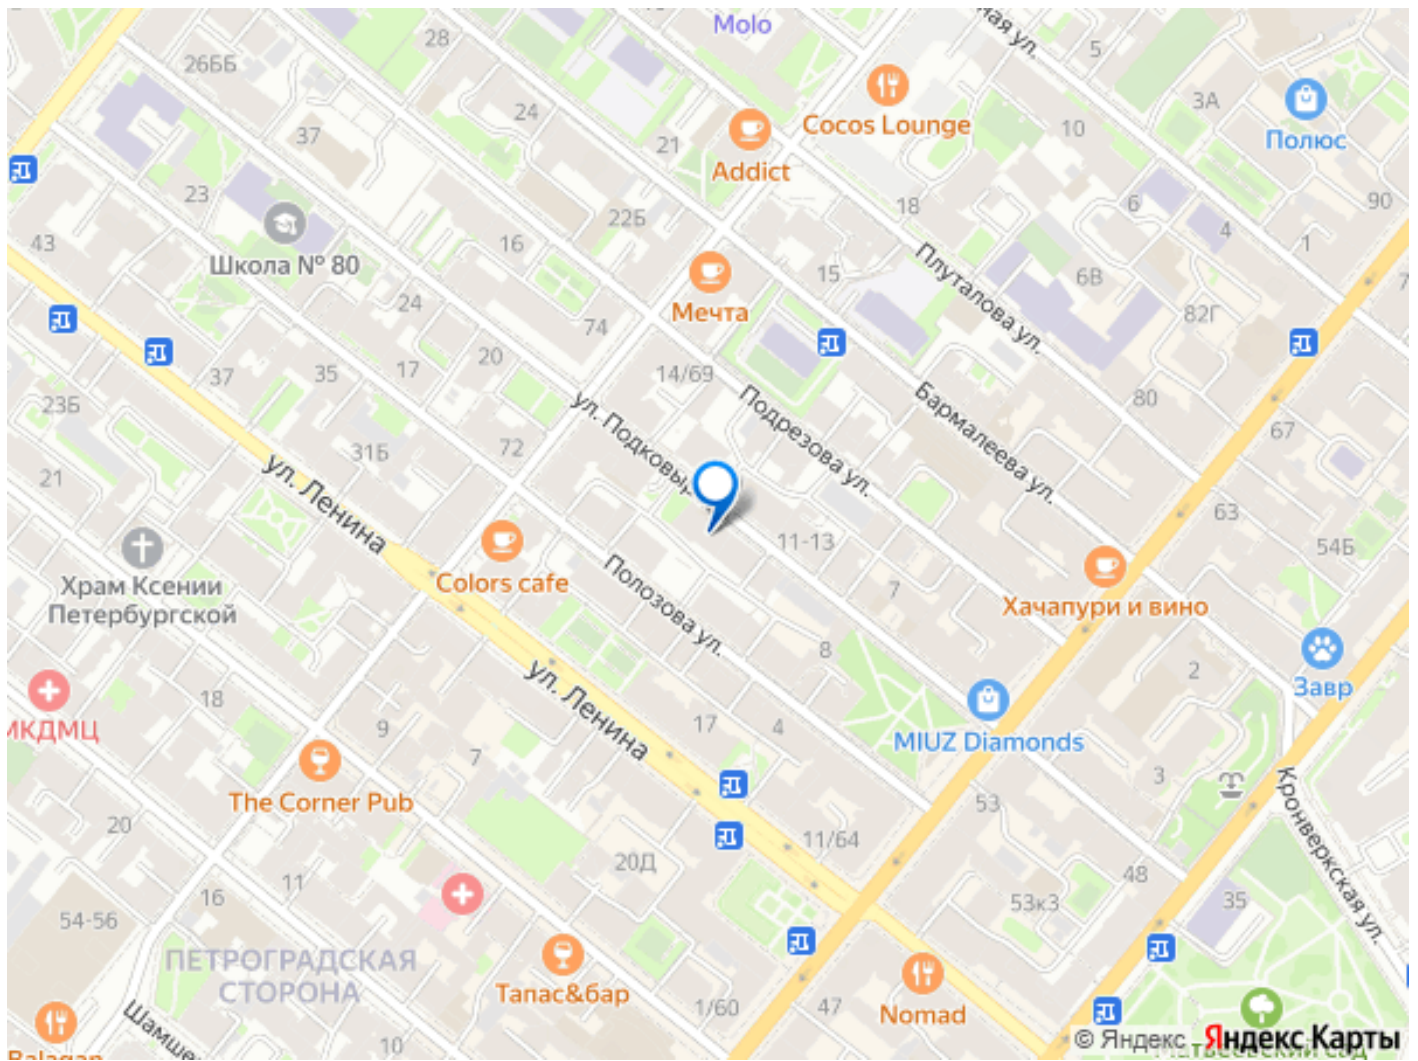 Molo
ная ул.
28
5
26ББ
24
3А
Cocos Lounge
10
Полюс
37
21
Addict
23
22Б
18
6
90
43
16
4
1
Школа № 80
15
6В
7
24
Мечта
Плуталова ул.
82Г
74
20
14/69
37
35
17
80
23Б
Подрезова ул.
Бармалеева ул.
67
ул. Подковыр
31Б
72
21
ул. Ленина
63
11-13
54Б
Храм Ксении
Петербургской
Colors cafe
Полозова ул.
7
Хачапури и вино
8
2
Завр
18
ул. Ленина
МКДМЦ
9
17
4
MIUZ Diamonds
7
3
The Corner Pub
53
Кронверкская ул.
20
11/64
20Д
48
11
16
53к3
35
54-56
ПЕТРОГРАДСКАЯ
СТОРОНА
Тапас&бар
1/60
47
Nomad
Шамше
10
Balagan
© Яндекс Яндекс Карты